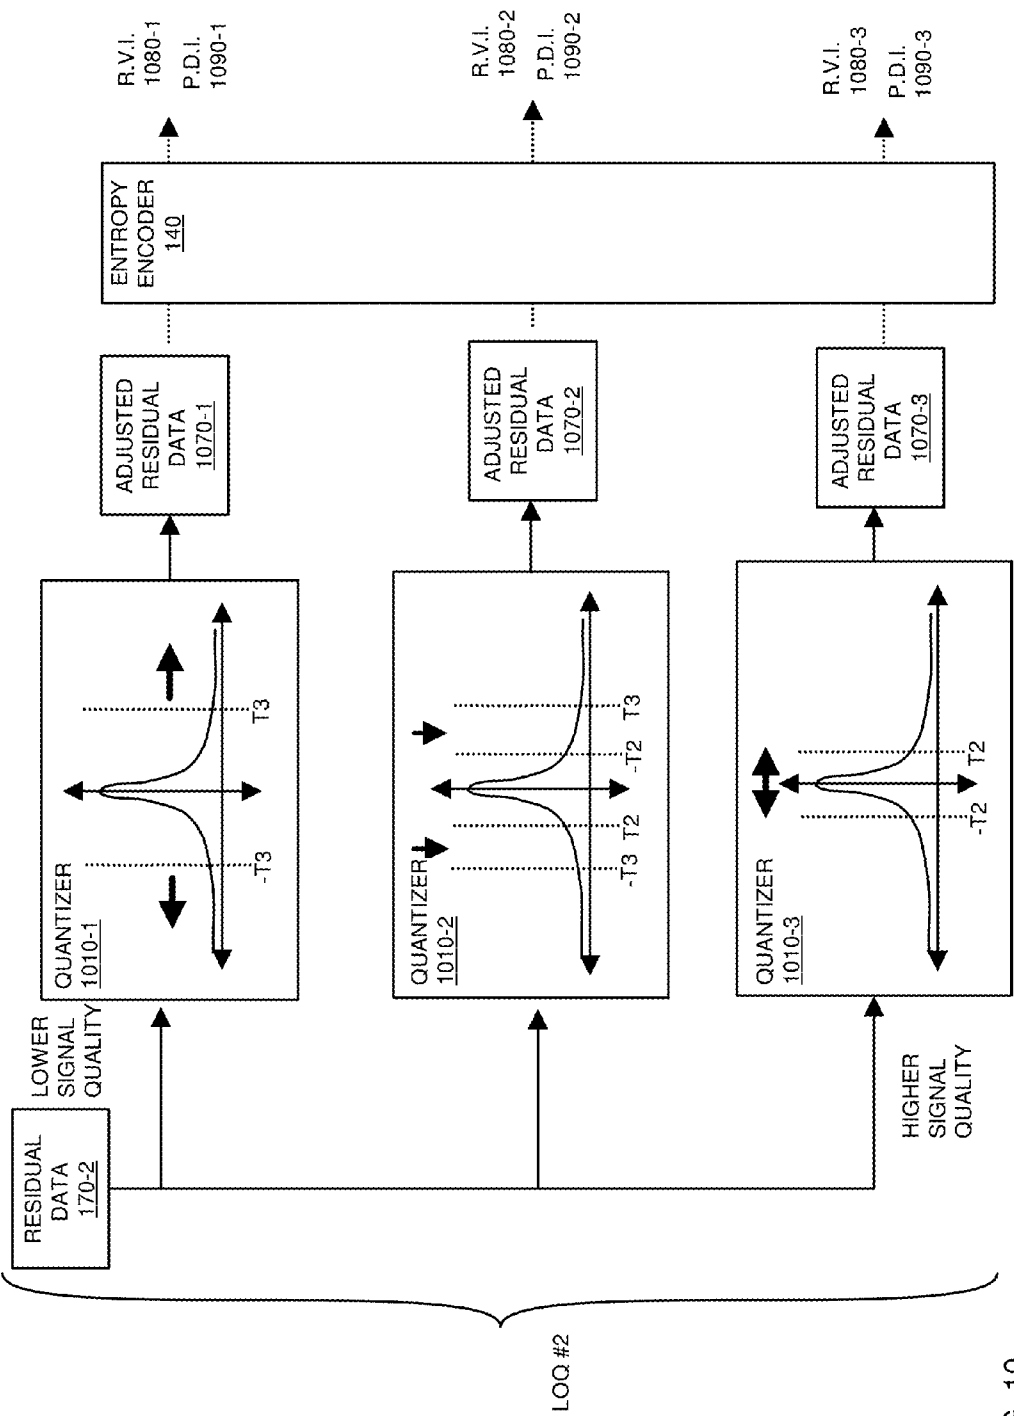 LOQ #2
RESIDUAL
DATA
170-2
LOWER
SIGNAL
QUALITY
QUANTIZER
1010-1
-T3
T3
ADJUSTED
RESIDUAL
DATA
1070-1
ENTROPY
ENCODER
140
R.V.I.
1080-1
P.D.I.
1090-1
QUANTIZER
1010-2
-T3
T2
-T2
T3
ADJUSTED
RESIDUAL
DATA
1070-2
R.V.I.
1080-2
P.D.I.
1090-2
HIGHER
SIGNAL
QUALITY
QUANTIZER
1010-3
-T2
T2
ADJUSTED
RESIDUAL
DATA
1070-3
R.V.I.
1080-3
P.D.I.
1090-3